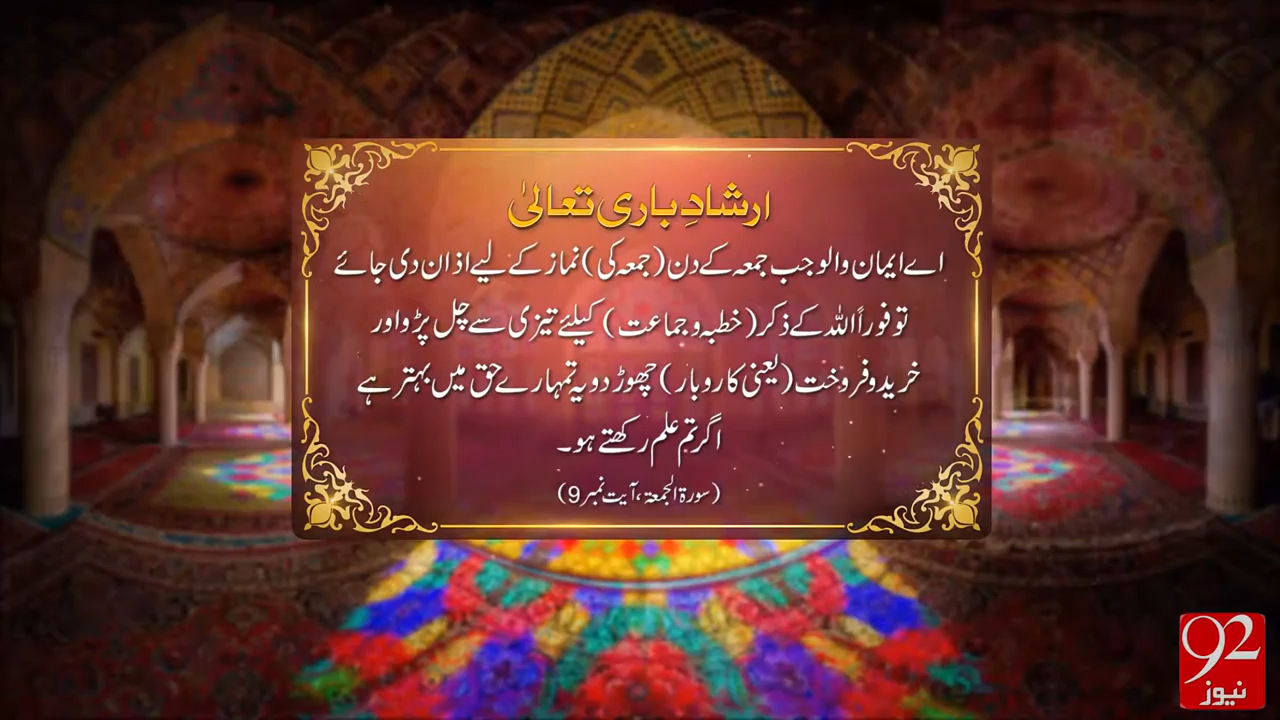 ارشادِ باری تعالیٰ
اے ایمان والو جب جمعہ کے دن (جمعہ کی) نماز کے لیے اذان دی جائے
تو فوراً اللہ کے ذکر (خطبہ و جماعت) کیلئے تیزی سے چل پڑو اور
خرید و فروخت (یعنی کاروبار) چھوڑ دو یہ تمہارے حق میں بہتر ہے
اگر تم علم رکھتے ہو۔
(سورۃ الجمعۃ، آیت نمبر 9)
92
نیوز